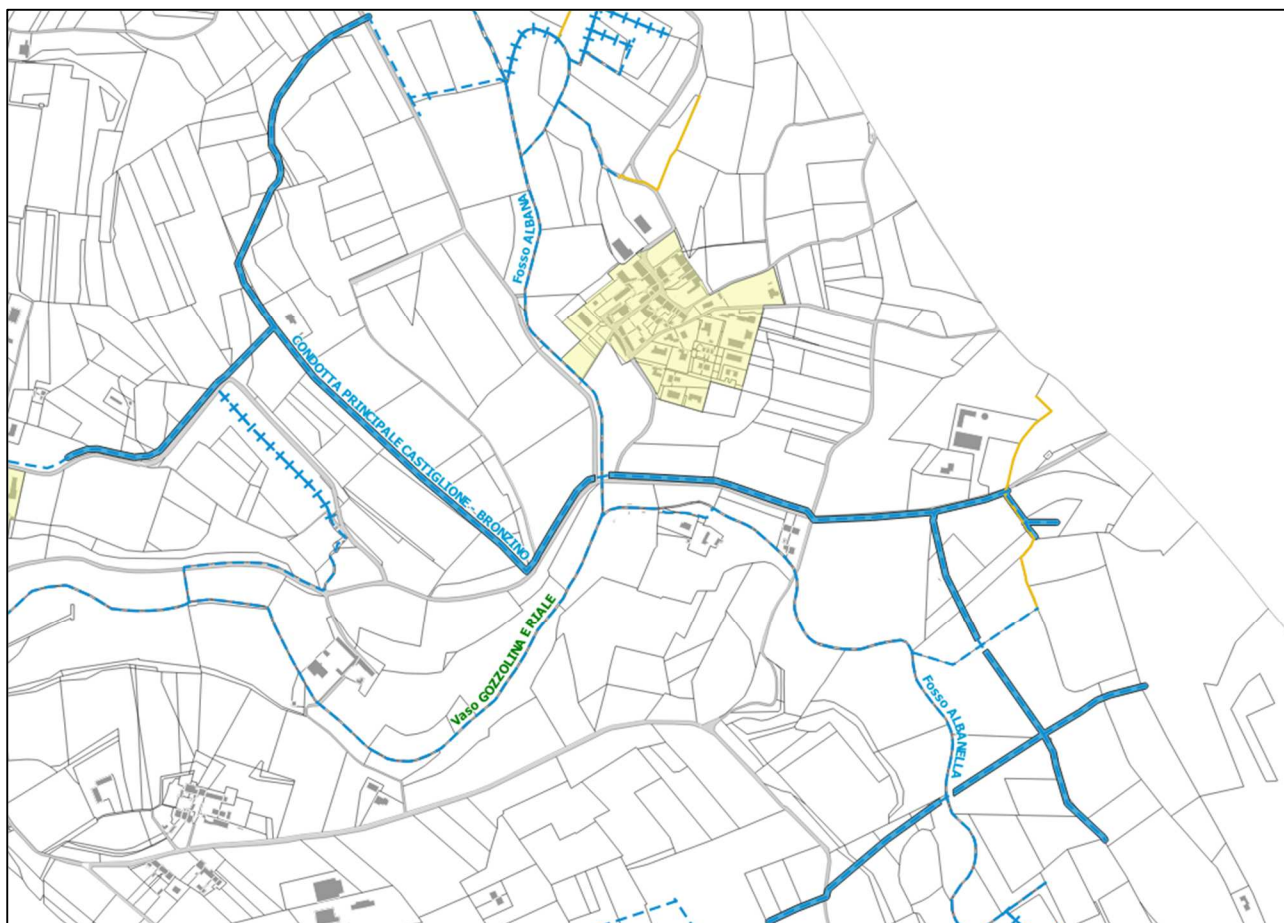 Fosso ALBANA
CONDOTTA PRINCIPALE CASTIGLIONE - BRONZINO
Vaso GOZZOLINA E RIALE
Fosso ALBANELLA